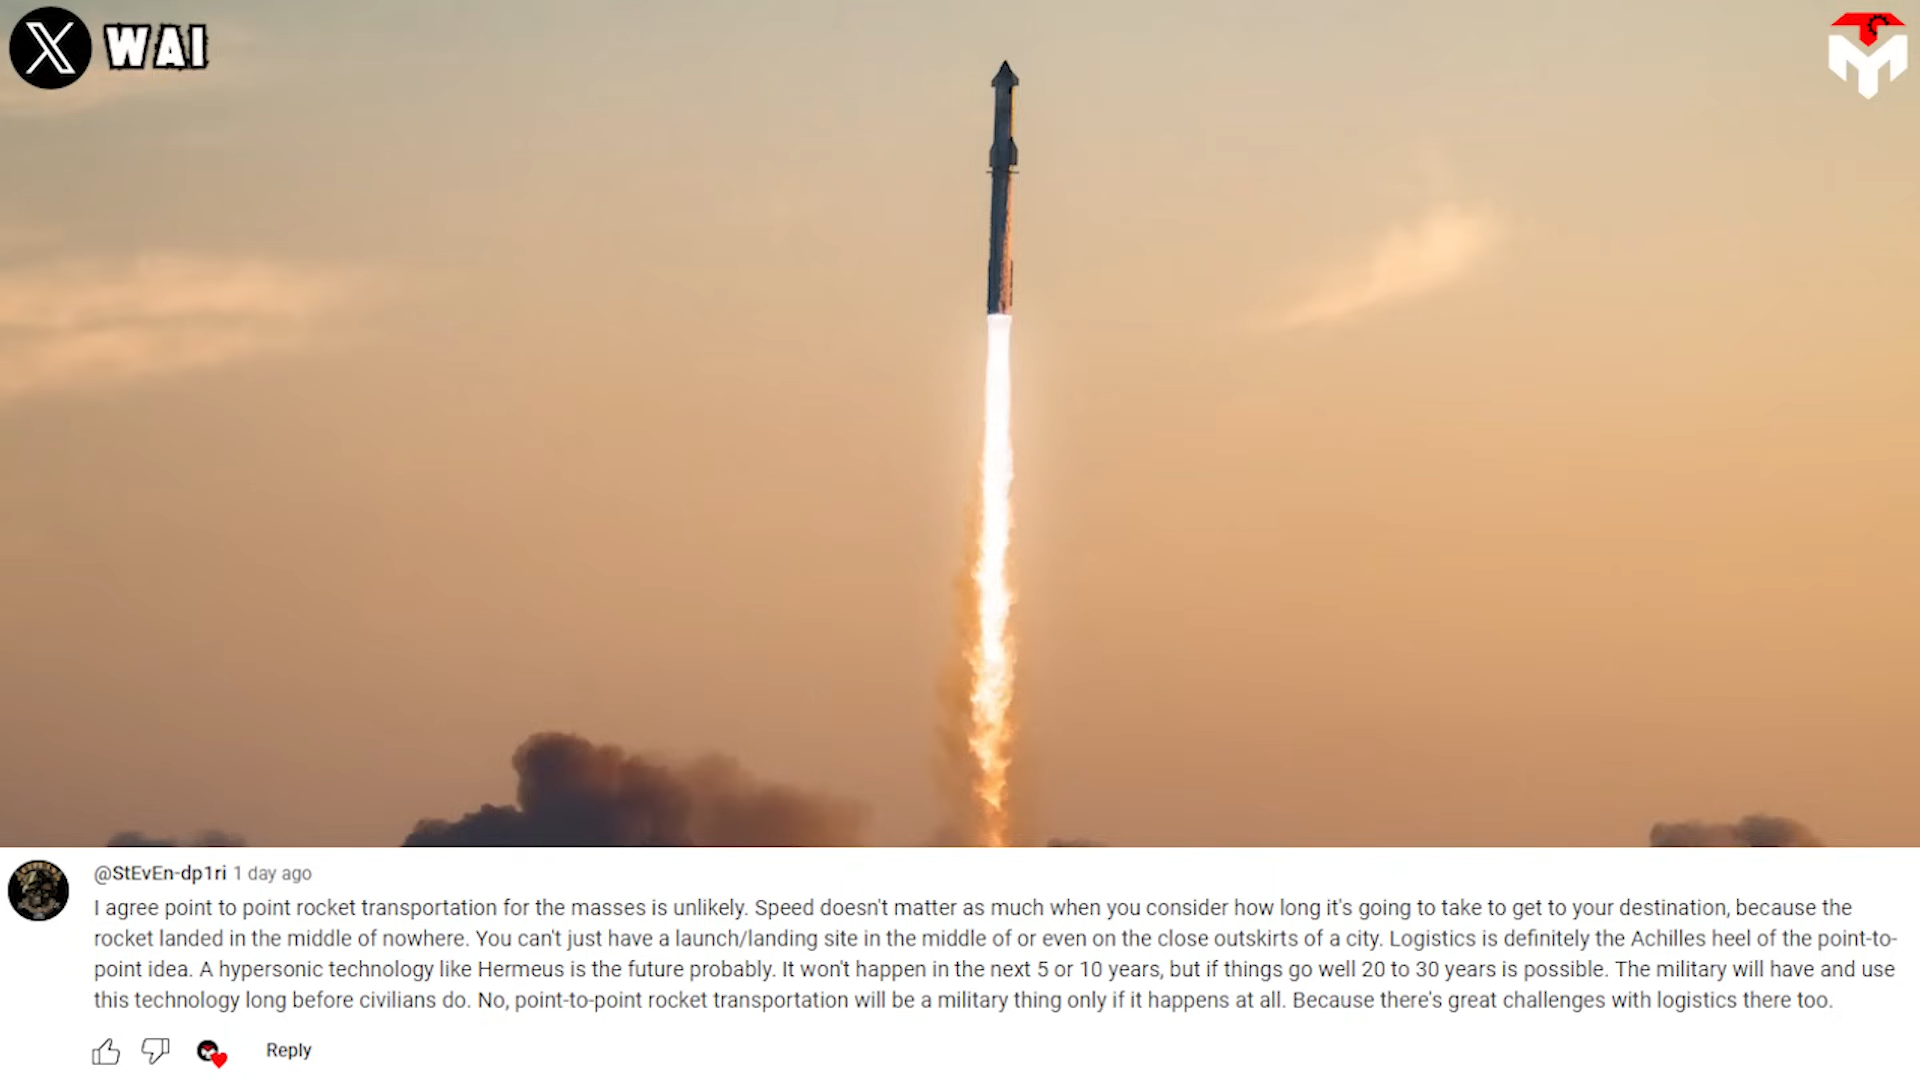 X WAI
@StEvEn-dp1ri 1 day ago
I agree point to point rocket transportation for the masses is unlikely. Speed doesn't matter as much when you consider how long it's going to take to get to your destination, because the
rocket landed in the middle of nowhere. You can't just have a launch/landing site in the middle of or even on the close outskirts of a city. Logistics is definitely the Achilles heel of the point-to-
point idea. A hypersonic technology like Hermeus is the future probably. It won't happen in the next 5 or 10 years, but if things go well 20 to 30 years is possible. The military will have and use
this technology long before civilians do. No, point-to-point rocket transportation will be a military thing only if it happens at all. Because there's great challenges with logistics there too.
Reply